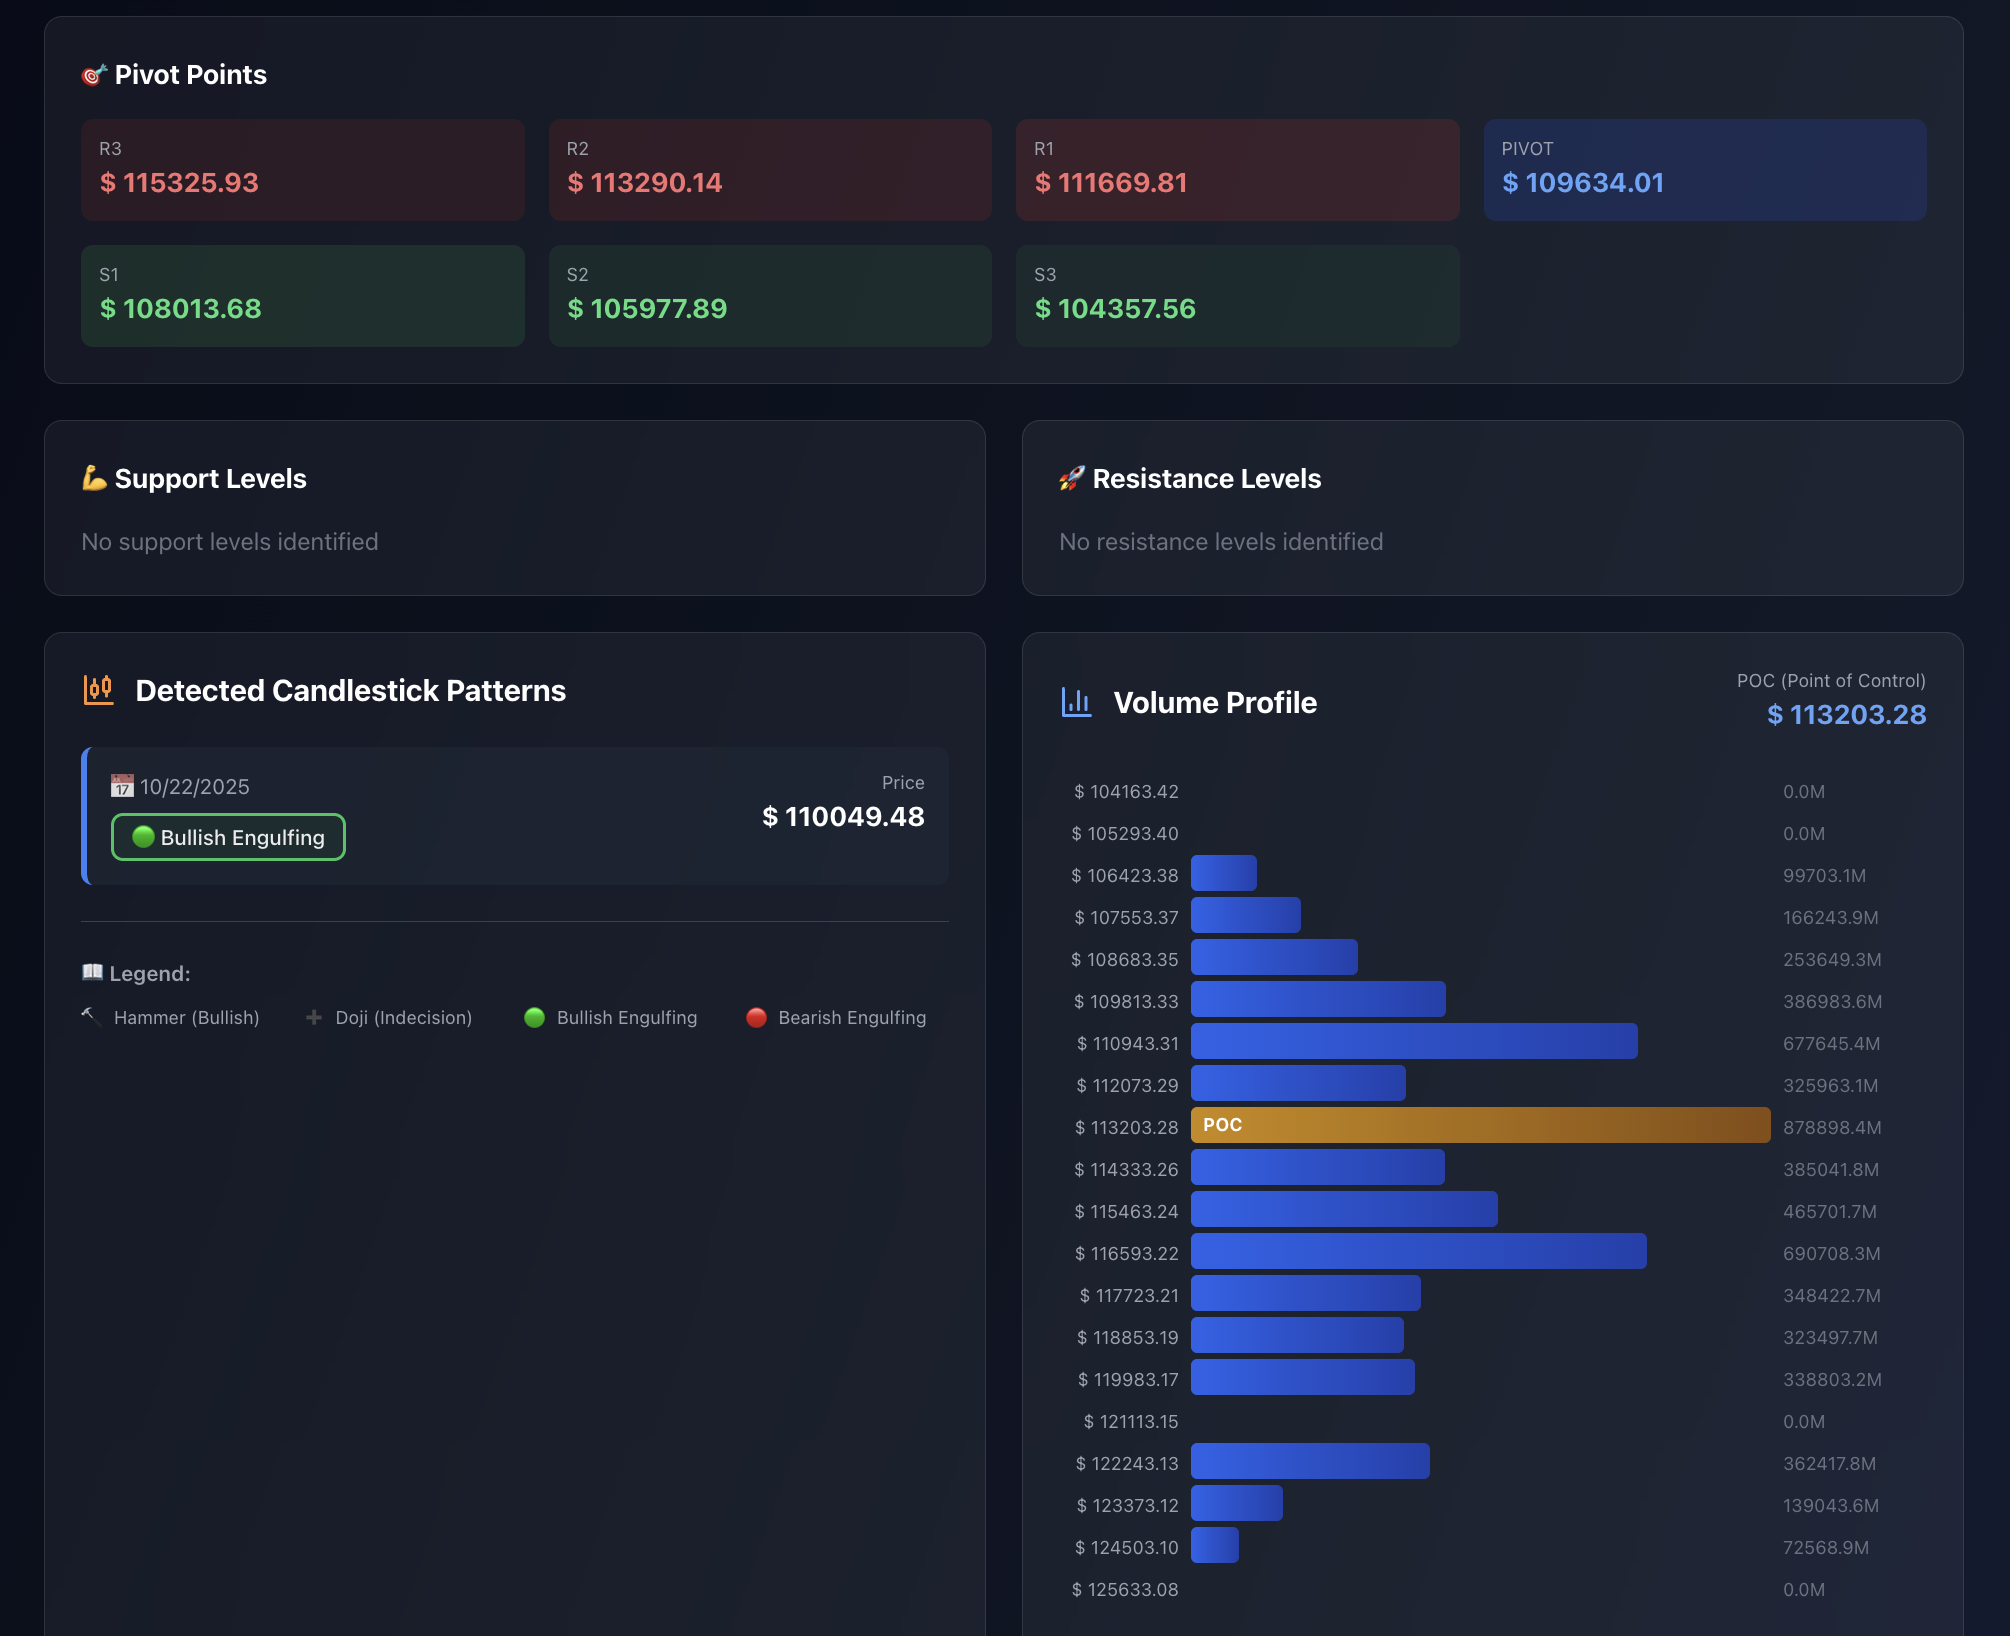 Pivot Points
R3
$ 115325.93
R2
$ 113290.14
R1
$ 111669.81
PIVOT
$ 109634.01
S1
$ 108013.68
S2
$ 105977.89
S3
$ 104357.56
Support Levels
No support levels identified
Resistance Levels
No resistance levels identified
Detected Candlestick Patterns
17 10/22/2025
Bullish Engulfing
Price
$ 110049.48
Legend:
Hammer (Bullish)
Doji (Indecision)
Bullish Engulfing
Bearish Engulfing
Volume Profile
POC (Point of Control)
$ 113203.28
$ 104163.42 0.0M
$ 105293.40 0.0M
$ 106423.38 99703.1M
$ 107553.37 166243.9M
$ 108683.35 253649.3M
$ 109813.33 386983.6M
$ 110943.31 677645.4M
$ 112073.29 325963.1M
$ 113203.28 POC 878898.4M
$ 114333.26 385041.8M
$ 115463.24 465701.7M
$ 116593.22 690708.3M
$ 117723.21 348422.7M
$ 118853.19 323497.7M
$ 119983.17 338803.2M
$ 121113.15 0.0M
$ 122243.13 362417.8M
$ 123373.12 139043.6M
$ 124503.10 72568.9M
$ 125633.08 0.0M